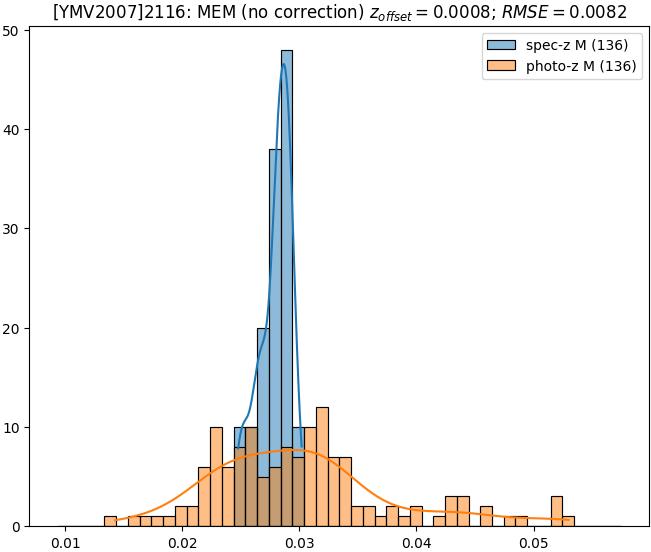 [YMV2007]2116: MEM (no correction) z_offset = 0.0008; RMSE = 0.0082
spec-z M (136)
photo-z M (136)
50
40
30
20
10
0
0.01 0.02 0.03 0.04 0.05